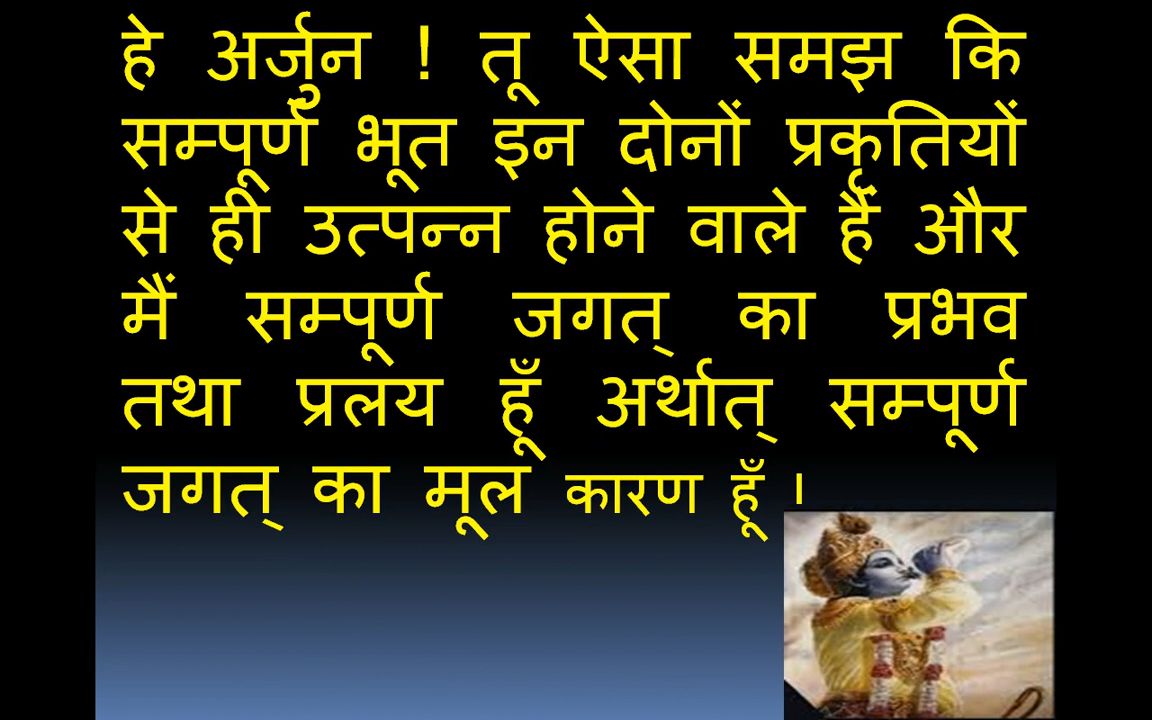 हे अर्जुन ! तू ऐसा समझ कि
सम्पूर्ण भूत इन दोनों प्रकृतियों
से ही उत्पन्न होने वाले हैं और
मैं सम्पूर्ण जगत् का प्रभव
तथा प्रलय हूँ अर्थात् सम्पूर्ण
जगत् का मूल कारण हूँ ।